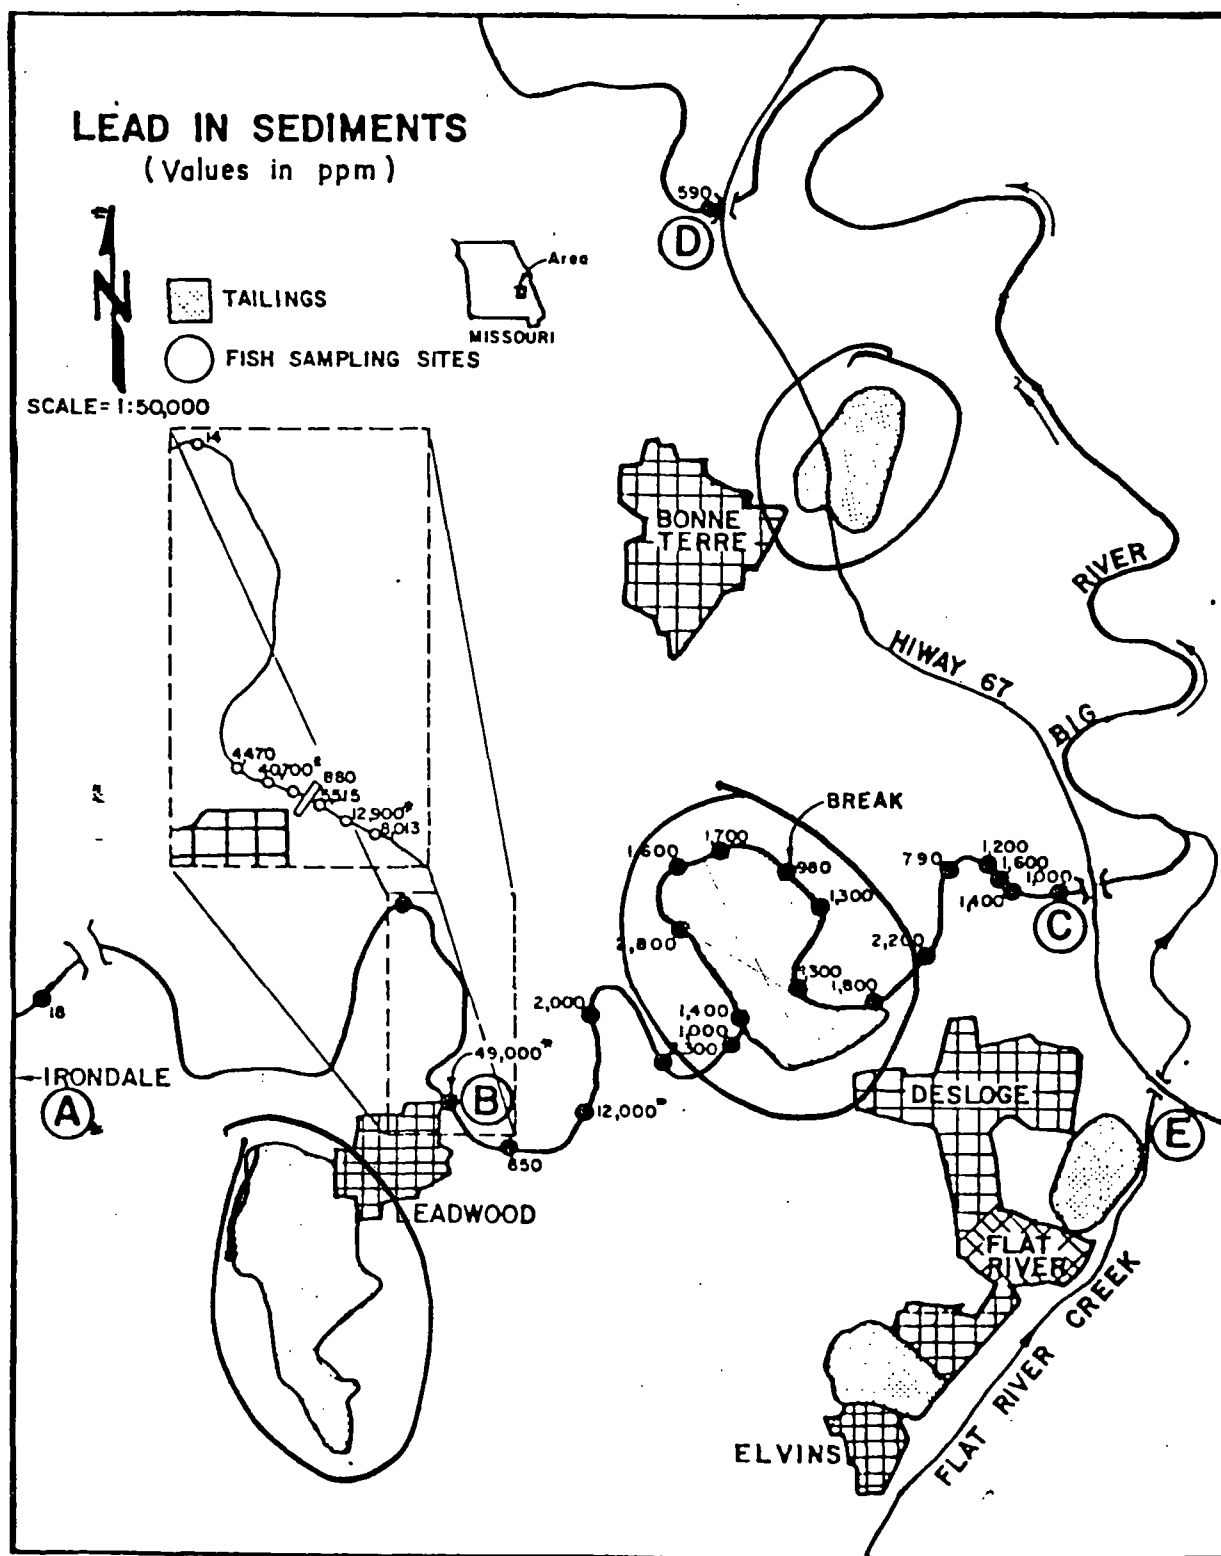 LEAD IN SEDIMENTS
(Values in ppm)
N
TAILINGS
FISH SAMPLING SITES
SCALE = 1:50,000
Area
MISSOURI
590
D
14
BONNE
TERRE
RIVER
HIWAY 67
BIG
4470
40,700
880
5515
12,900
8,013
BREAK
1,700
1,600
980
1,300
790
1,200
1,600
1,000
1,400
C
2,800
2,200
1,800
18
2,000
1,400
1,000
IRONDALE
A
49,000
B
12,000
850
DESLOGE
E
LEADWOOD
FLAT
RIVER
FLAT RIVER CREEK
ELVINS